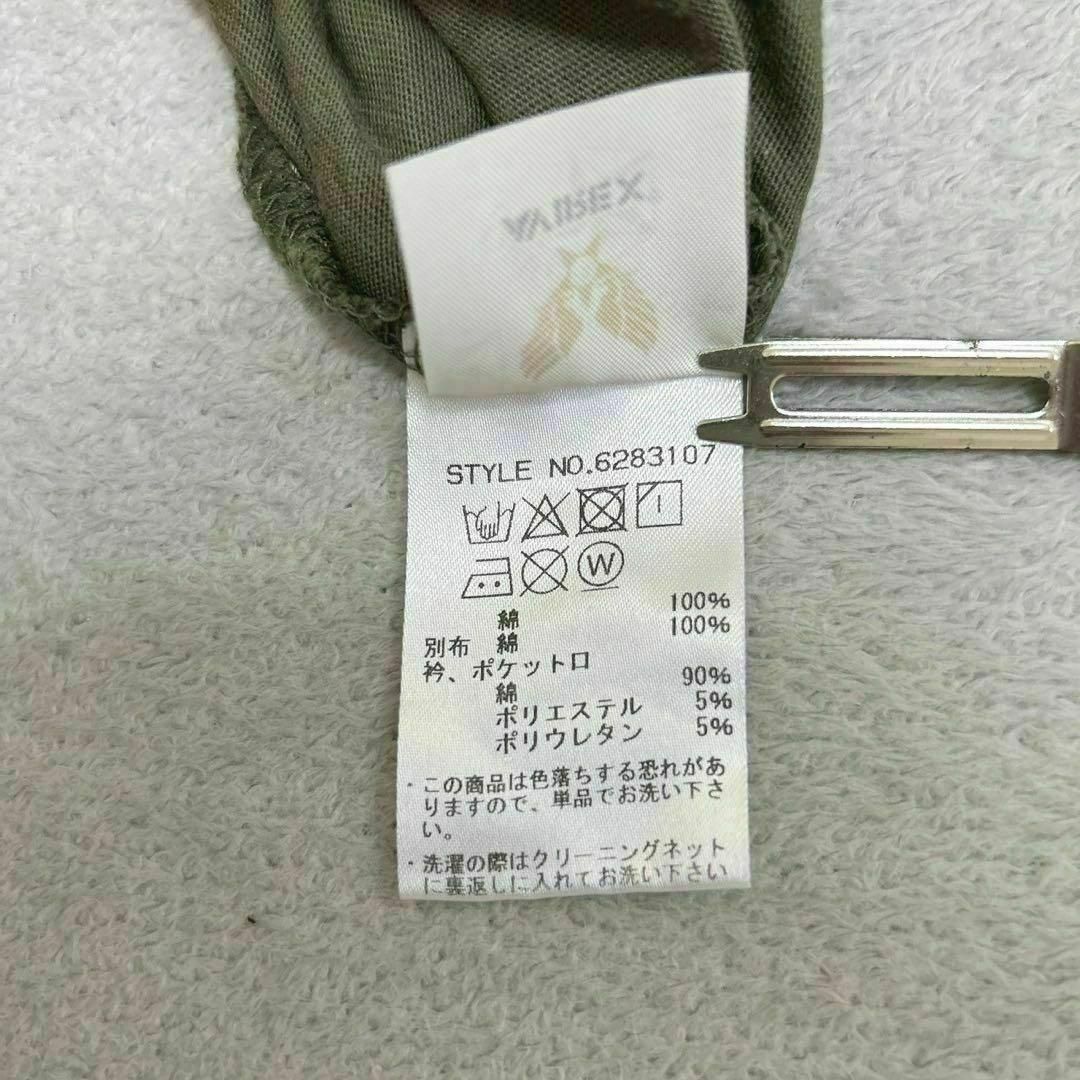 STYLE NO.6283107
W
綿 100%
別布 綿 100%
衿、ポケット口
綿 90%
ポリエステル 5%
ポリウレタン 5%
・この商品は色落ちする恐れがあ
りますので、単品でお洗い下さ
い。
・洗濯の際はクリーニングネット
に裏返しに入れてお洗い下さい